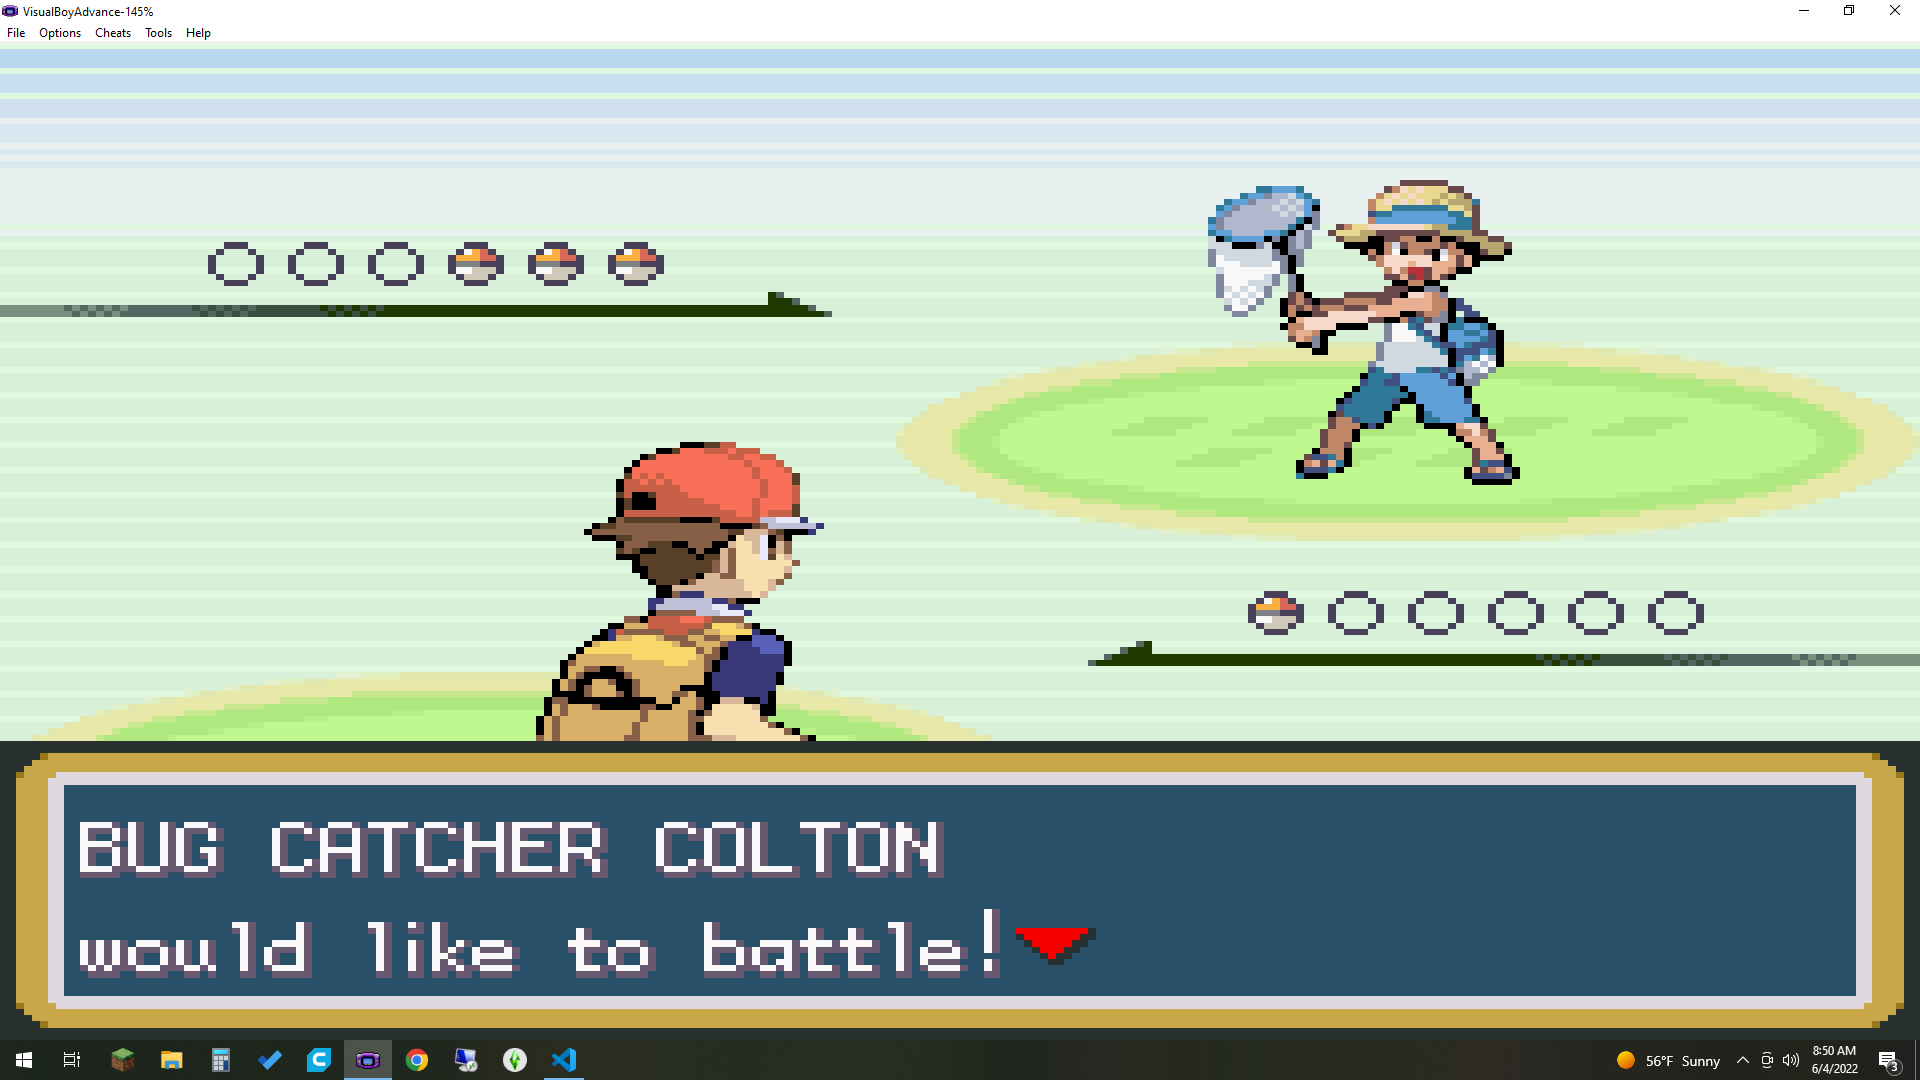 VisualBoyAdvance-145%
File Options Cheats Tools Help
BUG CATCHER COLTON
would like to battle!
56°F Sunny
8:50 AM
6/4/2022
3